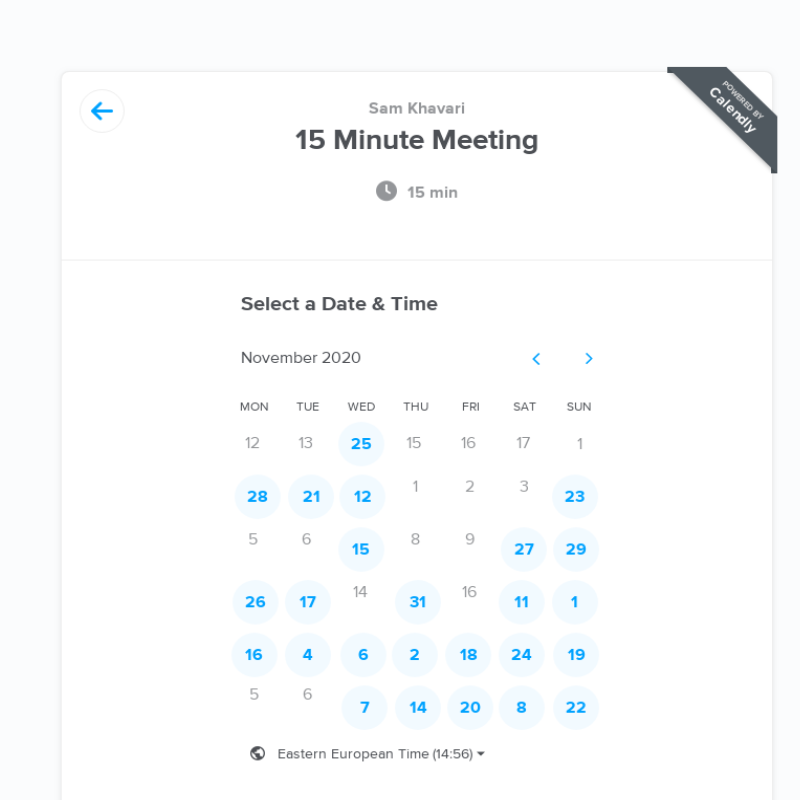 POWERED BY
Calendly
Sam Khavari
15 Minute Meeting
15 min
Select a Date & Time
November 2020
MON TUE WED THU FRI SAT SUN
12 13 25 15 16 17 1
28 21 12 1 2 3 23
5 6 15 8 9 27 29
26 17 14 31 16 11 1
16 4 6 2 18 24 19
5 6 7 14 20 8 22
Eastern European Time (14:56)